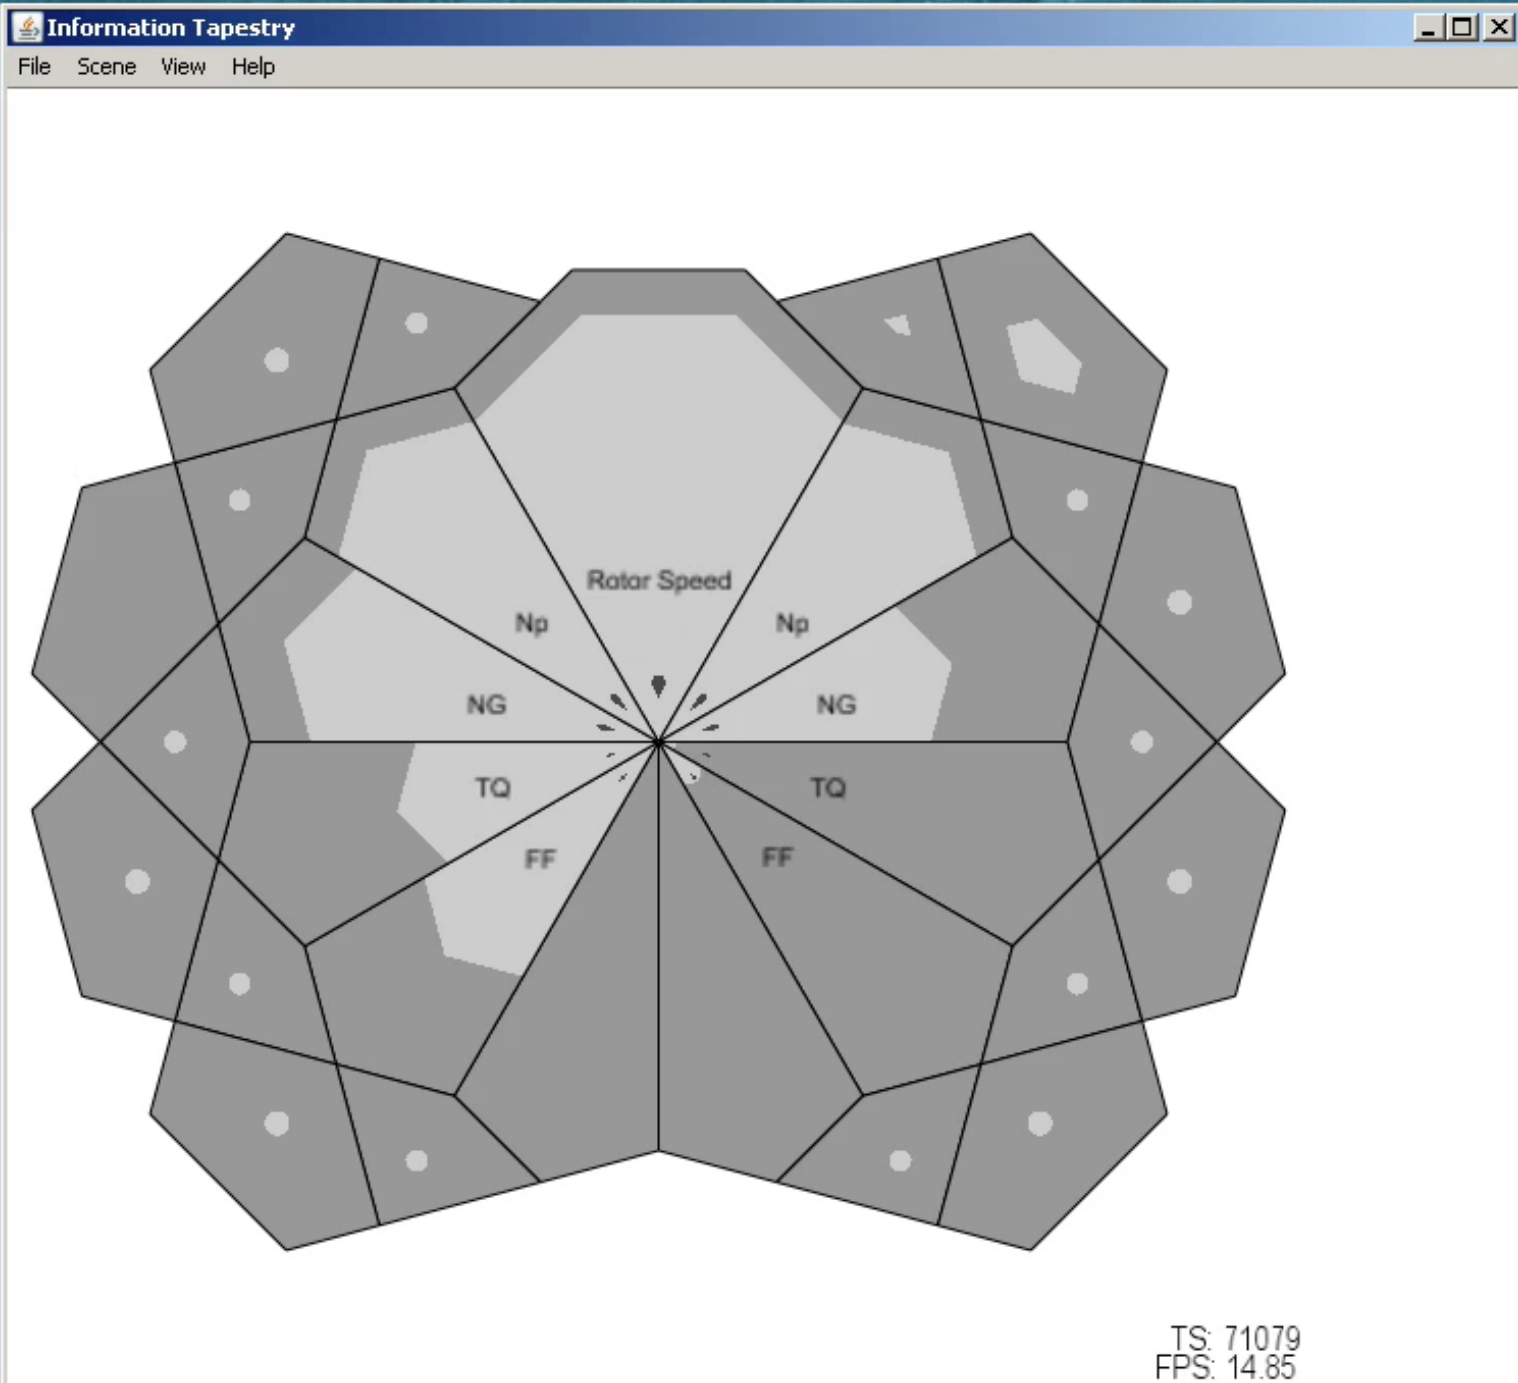 Information Tapestry
File Scene View Help
Rotor Speed
Np Np
NG NG
TQ TQ
FF FF
TS: 71079
FPS: 14.85